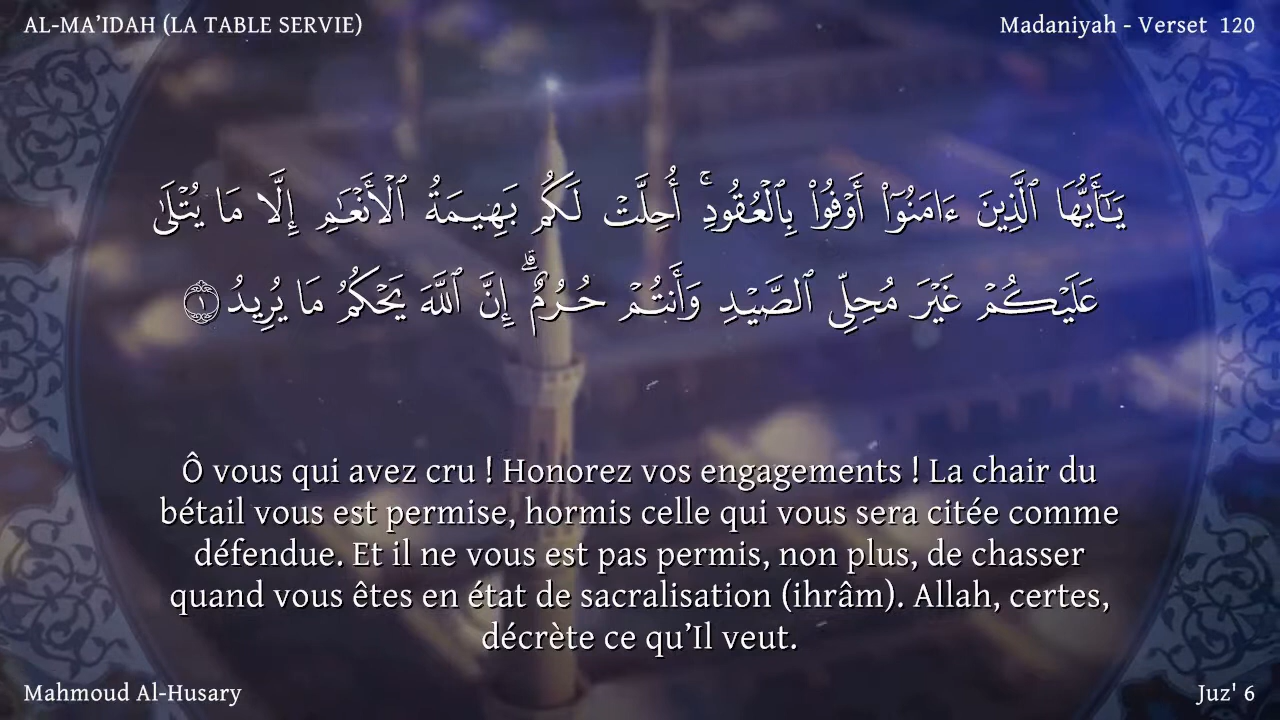 AL-MA’IDAH (LA TABLE SERVIE)
Madaniyah - Verset 120
يَـٰٓأَيُّهَا ٱلَّذِينَ ءَامَنُوٓا۟ أَوْفُوا۟ بِٱلْعُقُودِ ۚ أُحِلَّتْ لَكُم بَهِيمَةُ ٱلْأَنْعَـٰمِ إِلَّا مَا يُتْلَىٰ
عَلَيْكُمْ غَيْرَ مُحِلِّى ٱلصَّيْدِ وَأَنتُمْ حُرُمٌ ۗ إِنَّ ٱللَّهَ يَحْكُمُ مَا يُرِيدُ ١
Ô vous qui avez cru ! Honorez vos engagements ! La chair du
bétail vous est permise, hormis celle qui vous sera citée comme
défendue. Et il ne vous est pas permis, non plus, de chasser
quand vous êtes en état de sacralisation (ihrâm). Allah, certes,
décrète ce qu’Il veut.
Mahmoud Al-Husary
Juz' 6